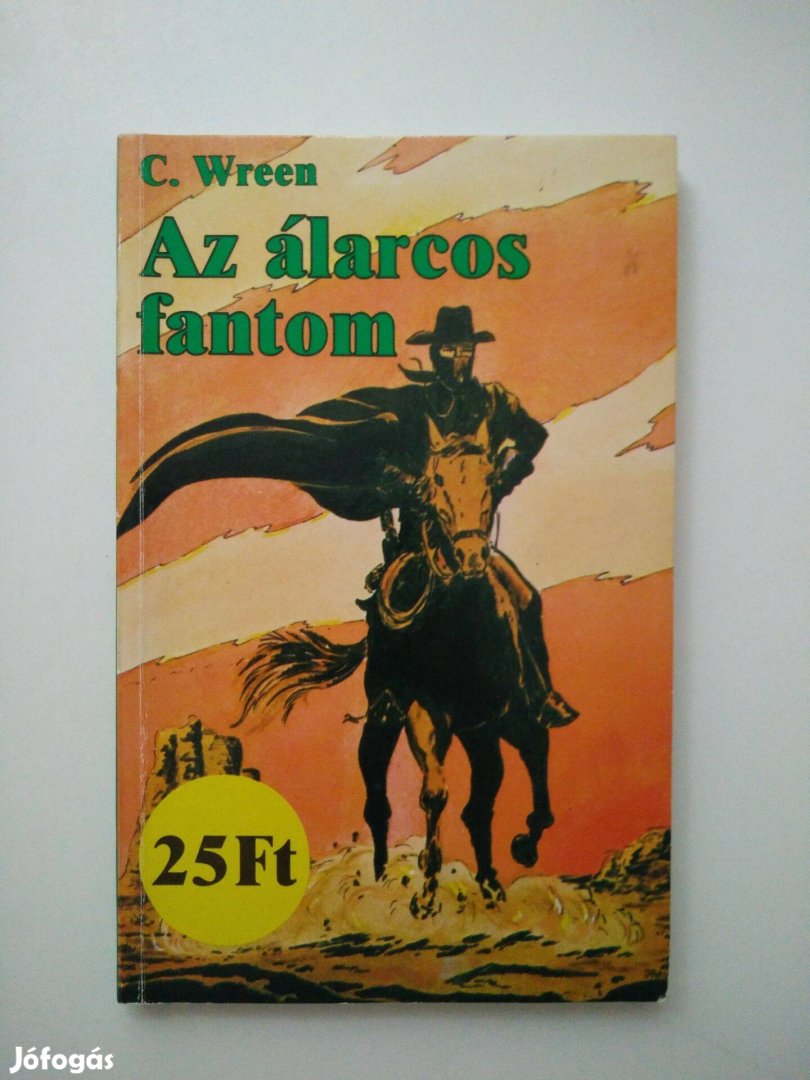 C. Wreen
Az álarcos
fantom
25Ft
Jófogás